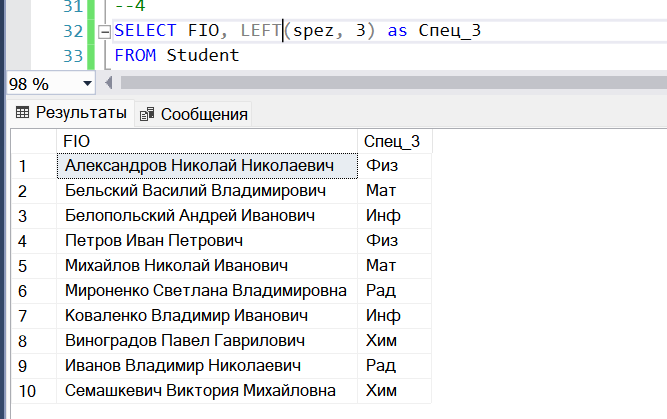 31 --4
32 SELECT FIO, LEFT(spez, 3) as Спец_3
33 FROM Student
98 %
Результаты Сообщения
FIO Спец_3
1 Александров Николай Николаевич Физ
2 Бельский Василий Владимирович Мат
3 Белопольский Андрей Иванович Инф
4 Петров Иван Петрович Физ
5 Михайлов Николай Иванович Мат
6 Мироненко Светлана Владимировна Рад
7 Коваленко Владимир Иванович Инф
8 Виноградов Павел Гаврилович Хим
9 Иванов Владимир Николаевич Рад
10 Семашкевич Виктория Михайловна Хим